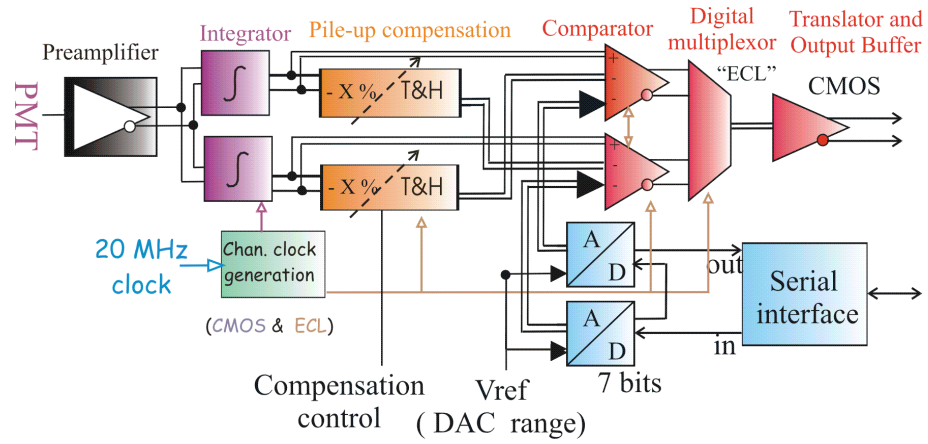 Preamplifier
Integrator
Pile-up compensation
Comparator
Digital
multiplexor
Translator and
Output Buffer
"ECL"
CMOS
PMT
∫
- X %
T&H
+
-
-
∫
- X %
T&H
+
-
-
20 MHz
clock
Chan. clock
generation
(CMOS & ECL)
A
D
out
Serial
interface
A
D
in
7 bits
Compensation
control
Vref
( DAC range)